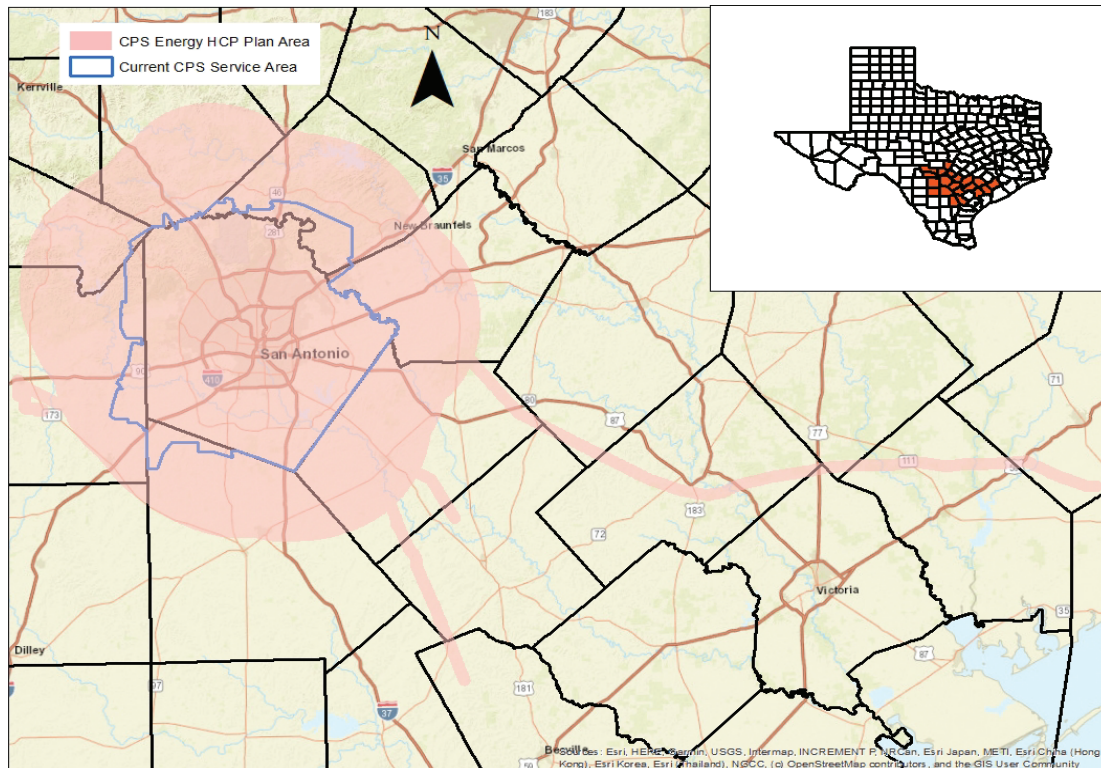 CPS Energy HCP Plan Area
Current CPS Service Area
N
183
Kerrville
San Marcos
35
46
New Braunfels
281
San Antonio
90
410
173
80
87
71
77
111
183
72
Victoria
35
Dilley
97
87
181
37
Beeville
59
Sources: Esri, HERE, Garmin, USGS, Intermap, INCREMENT P, NRCan, Esri Japan, METI, Esri China (Hong
Kong), Esri Korea, Esri (Thailand), NGCC, (c) OpenStreetMap contributors, and the GIS User Community